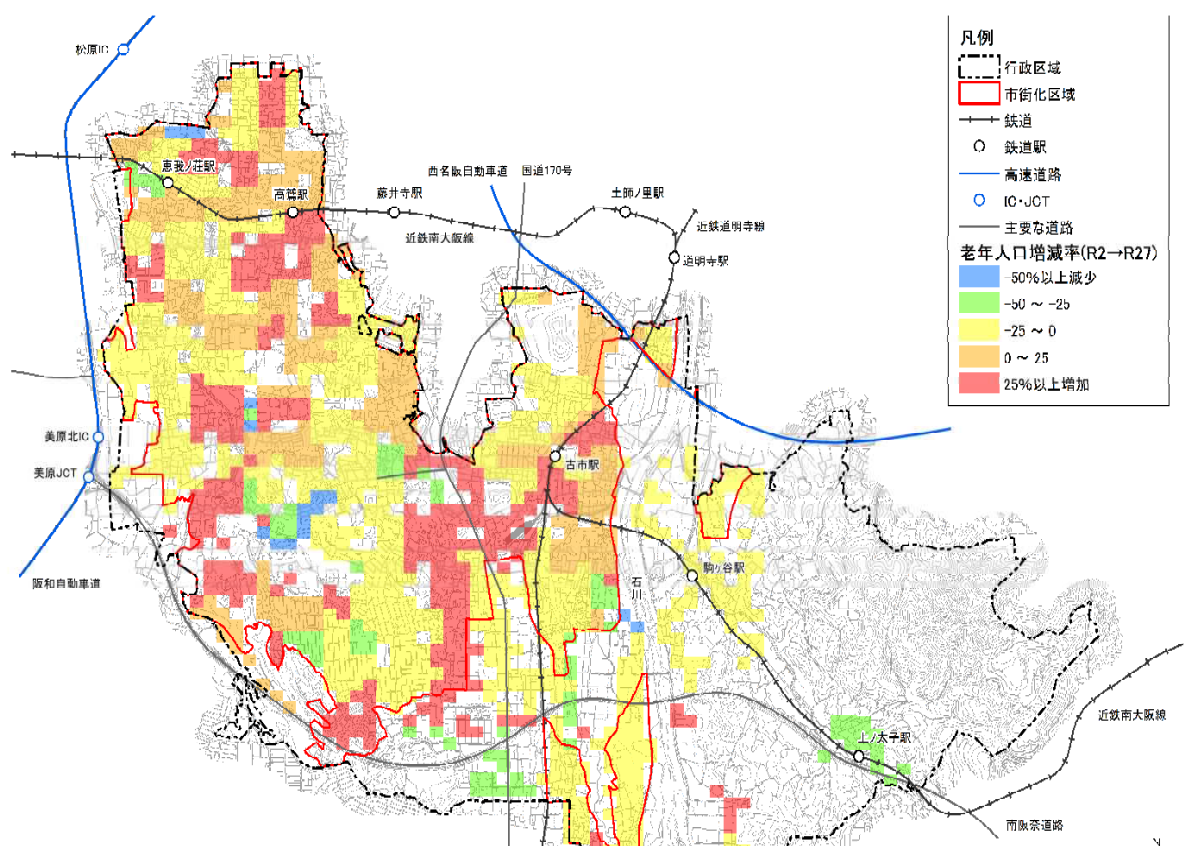 松原IC
恵我ノ荘駅
高鷲駅
藤井寺駅
西名阪自動車道
国道170号
土師ノ里駅
近鉄道明寺線
近鉄南大阪線
道明寺駅
美原北IC
美原JCT
古市駅
阪和自動車道
石川
駒ヶ谷駅
上ノ太子駅
近鉄南大阪線
南阪奈道路
凡例
行政区域
市街化区域
鉄道
鉄道駅
高速道路
IC・JCT
主要な道路
老年人口増減率(R2→R27)
-50%以上減少
-50 ～ -25
-25 ～ 0
0 ～ 25
25%以上増加